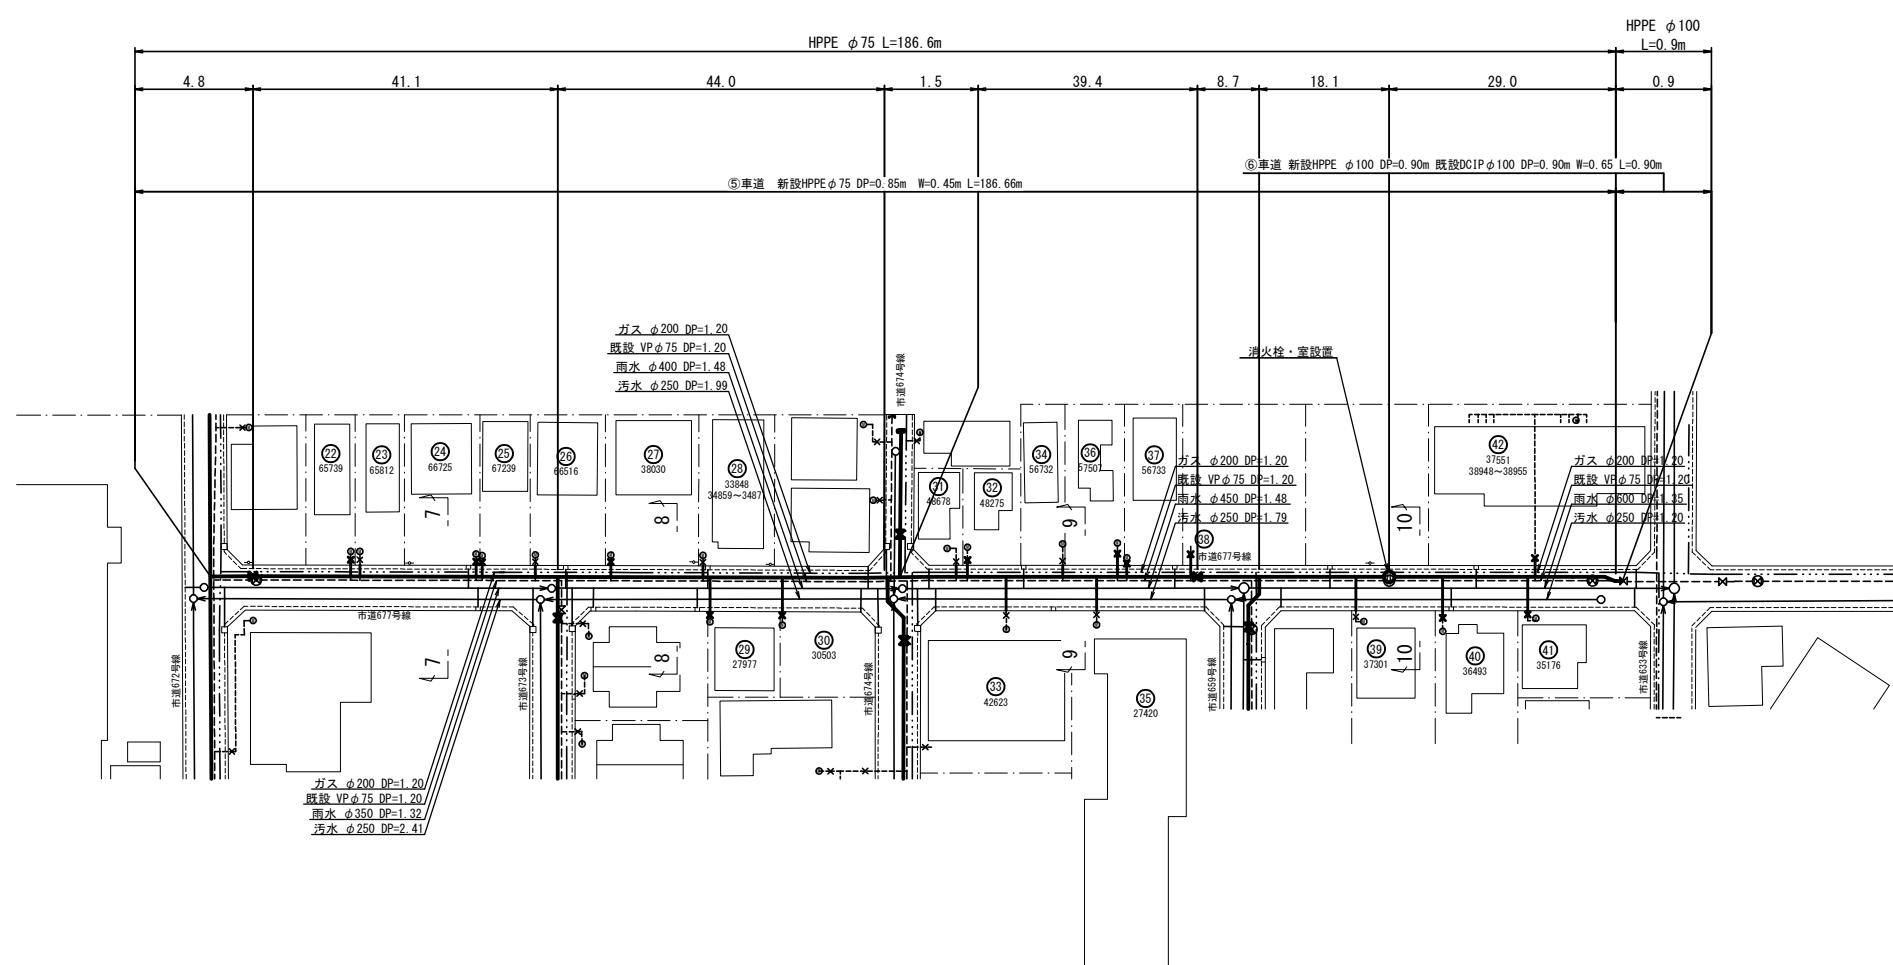 HPPE φ75 L=186.6m
HPPE φ100
L=0.9m
4.8
41.1
44.0
1.5
39.4
8.7
18.1
29.0
0.9
⑥車道 新設HPPE φ100 DP=0.90m 既設DCIPφ100 DP=0.90m W=0.65 L=0.90m
⑤車道 新設HPPEφ75 DP=0.85m W=0.45m L=186.66m
ガス φ200 DP=1.20
既設 VPφ75 DP=1.20
雨水 φ400 DP=1.48
汚水 φ250 DP=1.99
市道674号線
消火栓・室設置
22
65739
23
65812
24
66725
25
67239
26
66516
27
38030
28
33848
34859～3487
31
48678
32
48275
34
56732
36
57507
37
56733
ガス φ200 DP=1.20
既設 VPφ75 DP=1.20
雨水 φ450 DP=1.48
汚水 φ250 DP=1.79
42
37551
38948～38955
ガス φ200 DP=1.20
既設 VPφ75 DP=1.20
雨水 φ600 DP=1.35
汚水 φ250 DP=1.20
7
8
9
10
38
市道677号線
市道677号線
市道672号線
市道673号線
7
8
29
27977
30
30503
市道674号線
33
42623
9
35
27420
市道659号線
39
37301
10
40
36493
41
35176
市道633号線
ガス φ200 DP=1.20
既設 VPφ75 DP=1.20
雨水 φ350 DP=1.32
汚水 φ250 DP=2.41